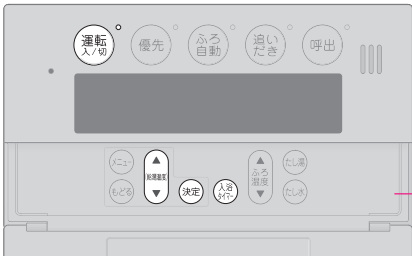 運転
入/切
優先
ふろ
自動
追い
だき
呼出
メニュー
もどる
給湯温度
決定
入浴
タイマー
ふろ
温度
たし湯
たし水